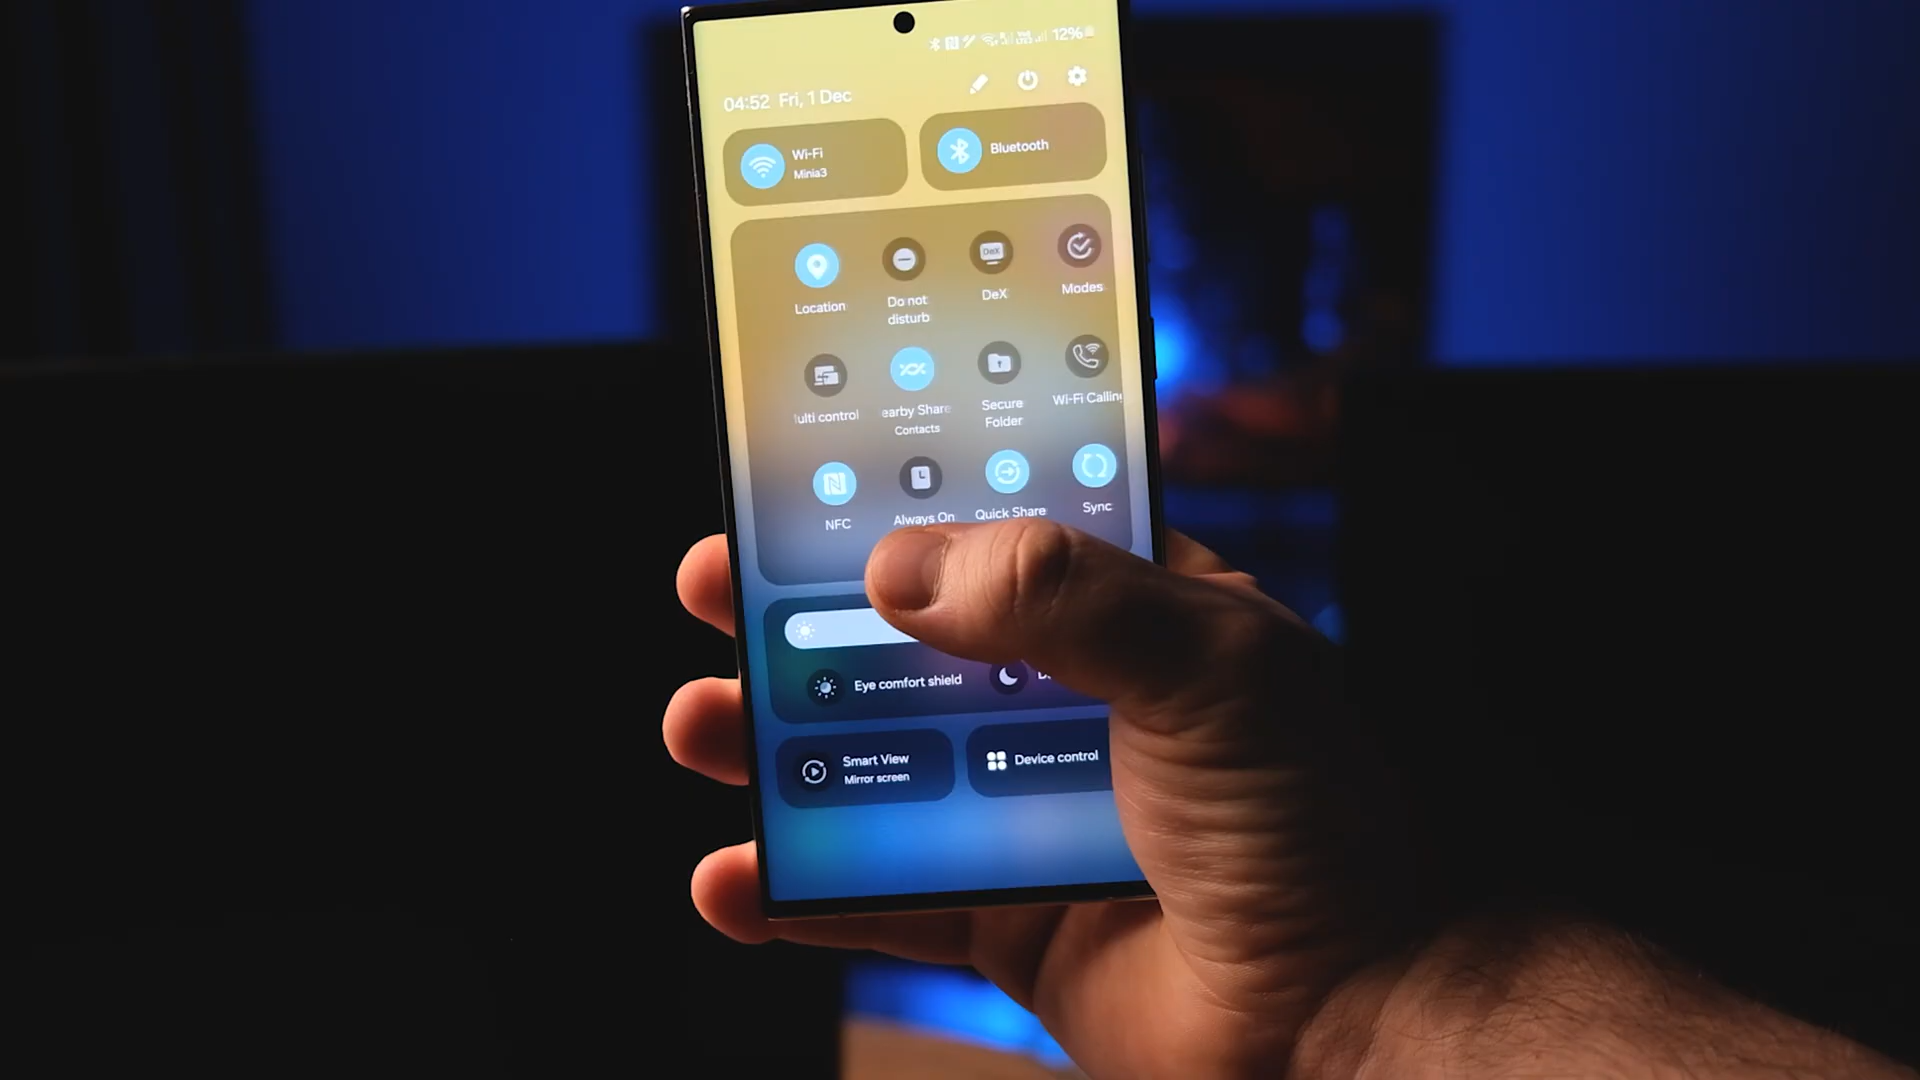 12%
04:52 Fri, 1 Dec
Wi-Fi
Minia3
Bluetooth
Location
Do not
disturb
DeX
DeX
Modes
ulti control
earby Share
Contacts
Secure
Folder
Wi-Fi Calling
NFC
Always On
Quick Share
Sync
Eye comfort shield
Smart View
Mirror screen
Device control